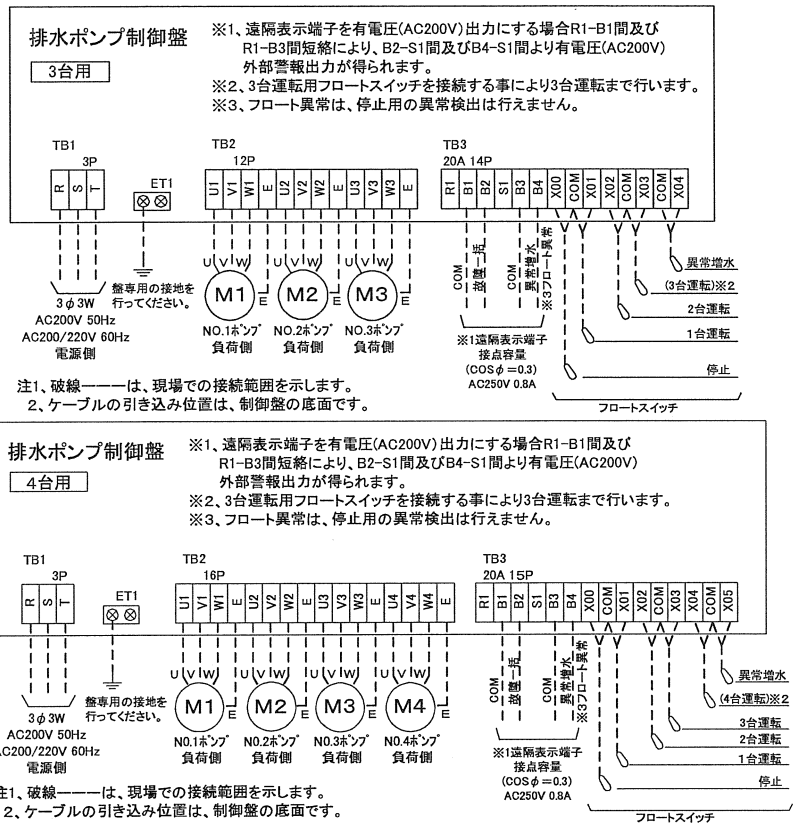 排水ポンプ制御盤
3台用
※1、遠隔表示端子を有電圧(AC200V)出力にする場合R1-B1間及び
R1-B3間短絡により、B2-S1間及びB4-S1間より有電圧(AC200V)
外部警報出力が得られます。
※2、3台運転用フロートスイッチを接続する事により3台運転まで行います。
※3、フロート異常は、停止用の異常検出は行えません。
TB1
3P
R S T
ET1
TB2
12P
U1 V1 W1 E U2 V2 W2 E U3 V3 W3 E
TB3
20A 14P
R1 B1 B2 S1 B3 B4 X00 COM X01 X02 COM X03 COM X04
3φ3W
AC200V 50Hz
AC200/220V 60Hz
電源側
盤専用の接地を
行ってください。
U V W E
M1
NO.1ポンプ
負荷側
U V W E
M2
NO.2ポンプ
負荷側
U V W E
M3
NO.3ポンプ
負荷側
COM
故障一括
COM
異常増水
※3フロート異常
※1遠隔表示端子
接点容量
(COSφ=0.3)
AC250V 0.8A
異常増水
(3台運転)※2
2台運転
1台運転
停止
フロートスイッチ
注1、破線ーーーは、現場での接続範囲を示します。
2、ケーブルの引き込み位置は、制御盤の底面です。
排水ポンプ制御盤
4台用
※1、遠隔表示端子を有電圧(AC200V)出力にする場合R1-B1間及び
R1-B3間短絡により、B2-S1間及びB4-S1間より有電圧(AC200V)
外部警報出力が得られます。
※2、3台運転用フロートスイッチを接続する事により3台運転まで行います。
※3、フロート異常は、停止用の異常検出は行えません。
TB1
3P
R S T
ET1
TB2
16P
U1 V1 W1 E U2 V2 W2 E U3 V3 W3 E U4 V4 W4 E
TB3
20A 15P
R1 B1 B2 S1 B3 B4 X00 COM X01 X02 COM X03 X04 COM X05
3φ3W
AC200V 50Hz
AC200/220V 60Hz
電源側
盤専用の接地を
行ってください。
U V W E
M1
NO.1ポンプ
負荷側
U V W E
M2
NO.2ポンプ
負荷側
U V W E
M3
NO.3ポンプ
負荷側
U V W E
M4
NO.4ポンプ
負荷側
COM
故障一括
COM
異常増水
※3フロート異常
※1遠隔表示端子
接点容量
(COSφ=0.3)
AC250V 0.8A
異常増水
(4台運転)※2
3台運転
2台運転
1台運転
停止
フロートスイッチ
注1、破線ーーーは、現場での接続範囲を示します。
2、ケーブルの引き込み位置は、制御盤の底面です。